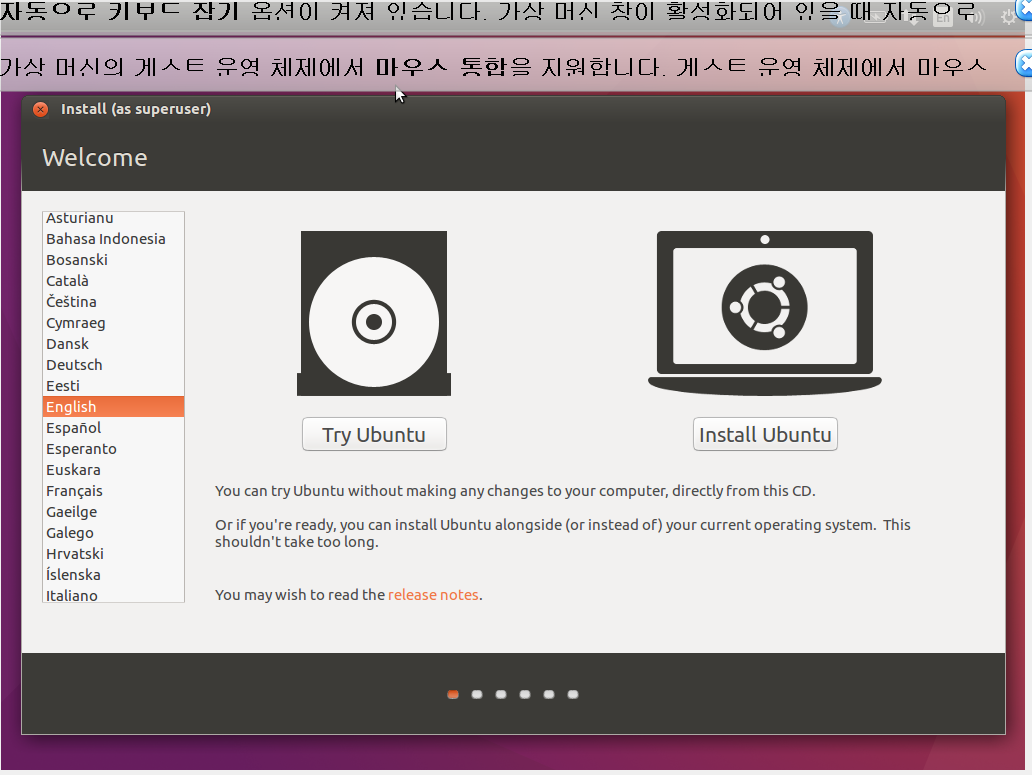 자동으로 키보드 잡기 옵션이 켜져 있습니다. 가상 머신 창이 활성화되어 있을 때 자동으로
En
가상 머신의 게스트 운영 체제에서 마우스 통합을 지원합니다. 게스트 운영 체제에서 마우스
Install (as superuser)
Welcome
Asturianu
Bahasa Indonesia
Bosanski
Català
Čeština
Cymraeg
Dansk
Deutsch
Eesti
English
Español
Esperanto
Euskara
Français
Gaeilge
Galego
Hrvatski
Íslenska
Italiano
Try Ubuntu
Install Ubuntu
You can try Ubuntu without making any changes to your computer, directly from this CD.
Or if you're ready, you can install Ubuntu alongside (or instead of) your current operating system. This
shouldn't take too long.
You may wish to read the release notes.